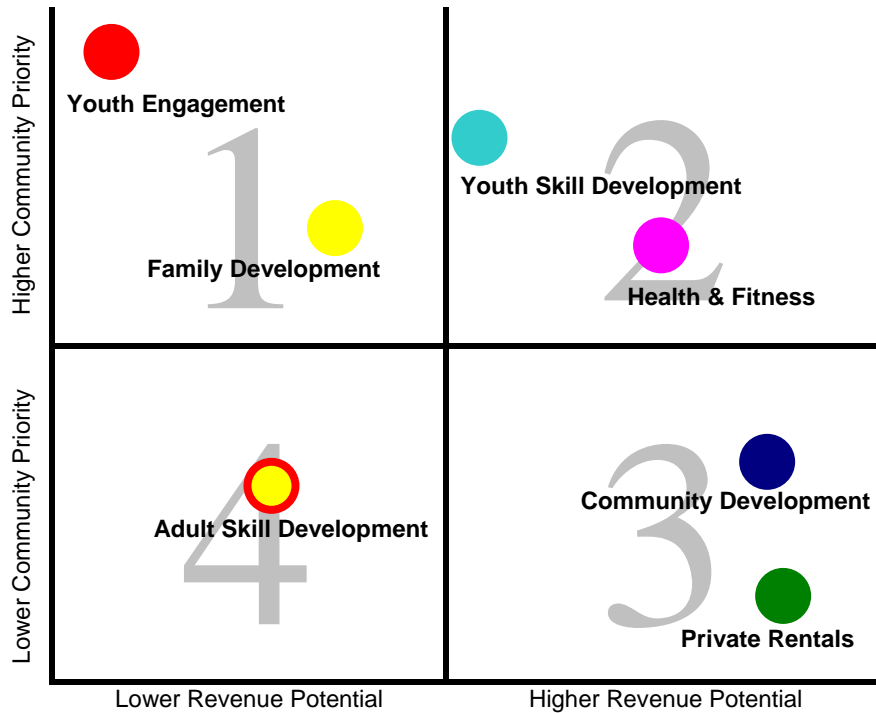 Higher Community Priority
Youth Engagement
1
Family Development
Youth Skill Development
2
Health & Fitness
Lower Community Priority
4
Adult Skill Development
Community Development
3
Private Rentals
Lower Revenue Potential
Higher Revenue Potential